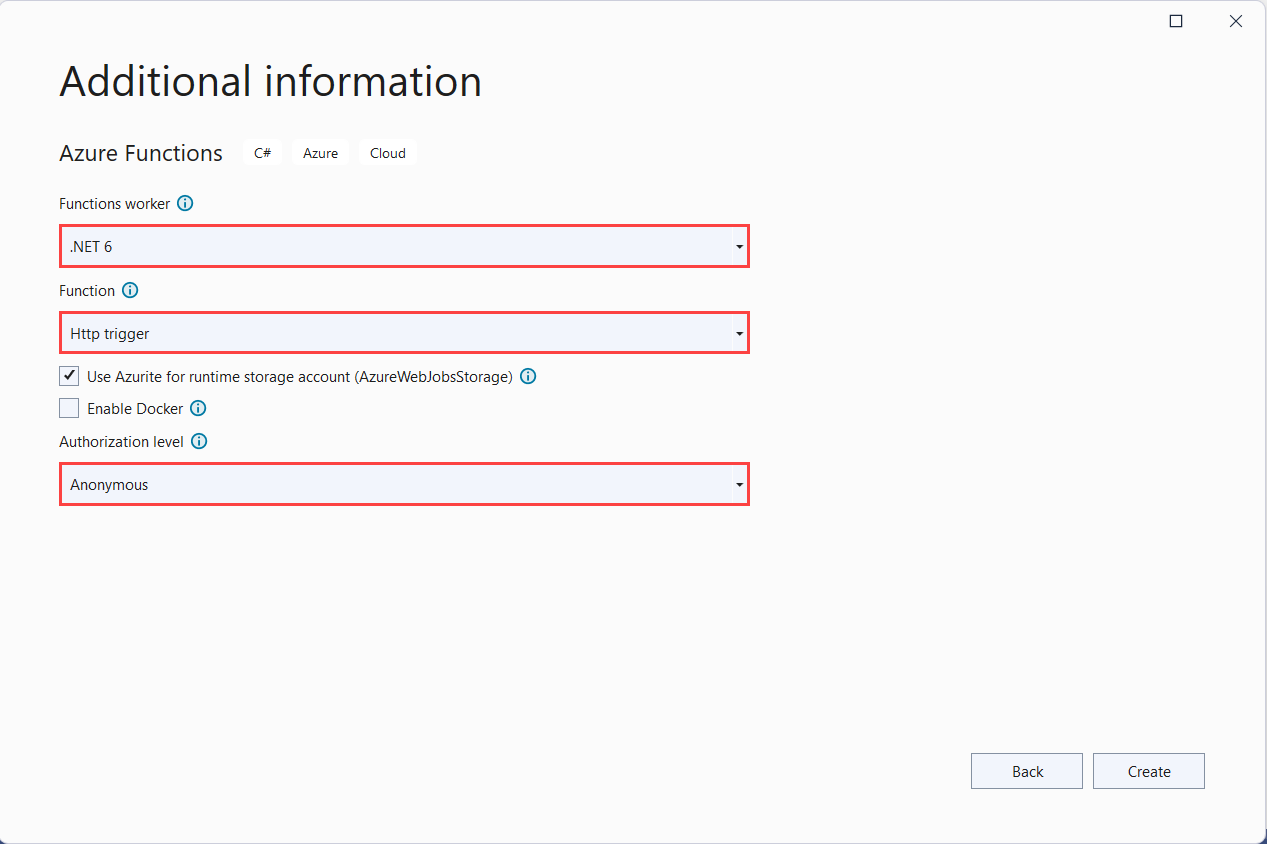 Additional information
Azure Functions C# Azure Cloud
Functions worker
.NET 6
Function
Http trigger
Use Azurite for runtime storage account (AzureWebJobsStorage)
Enable Docker
Authorization level
Anonymous
Back Create